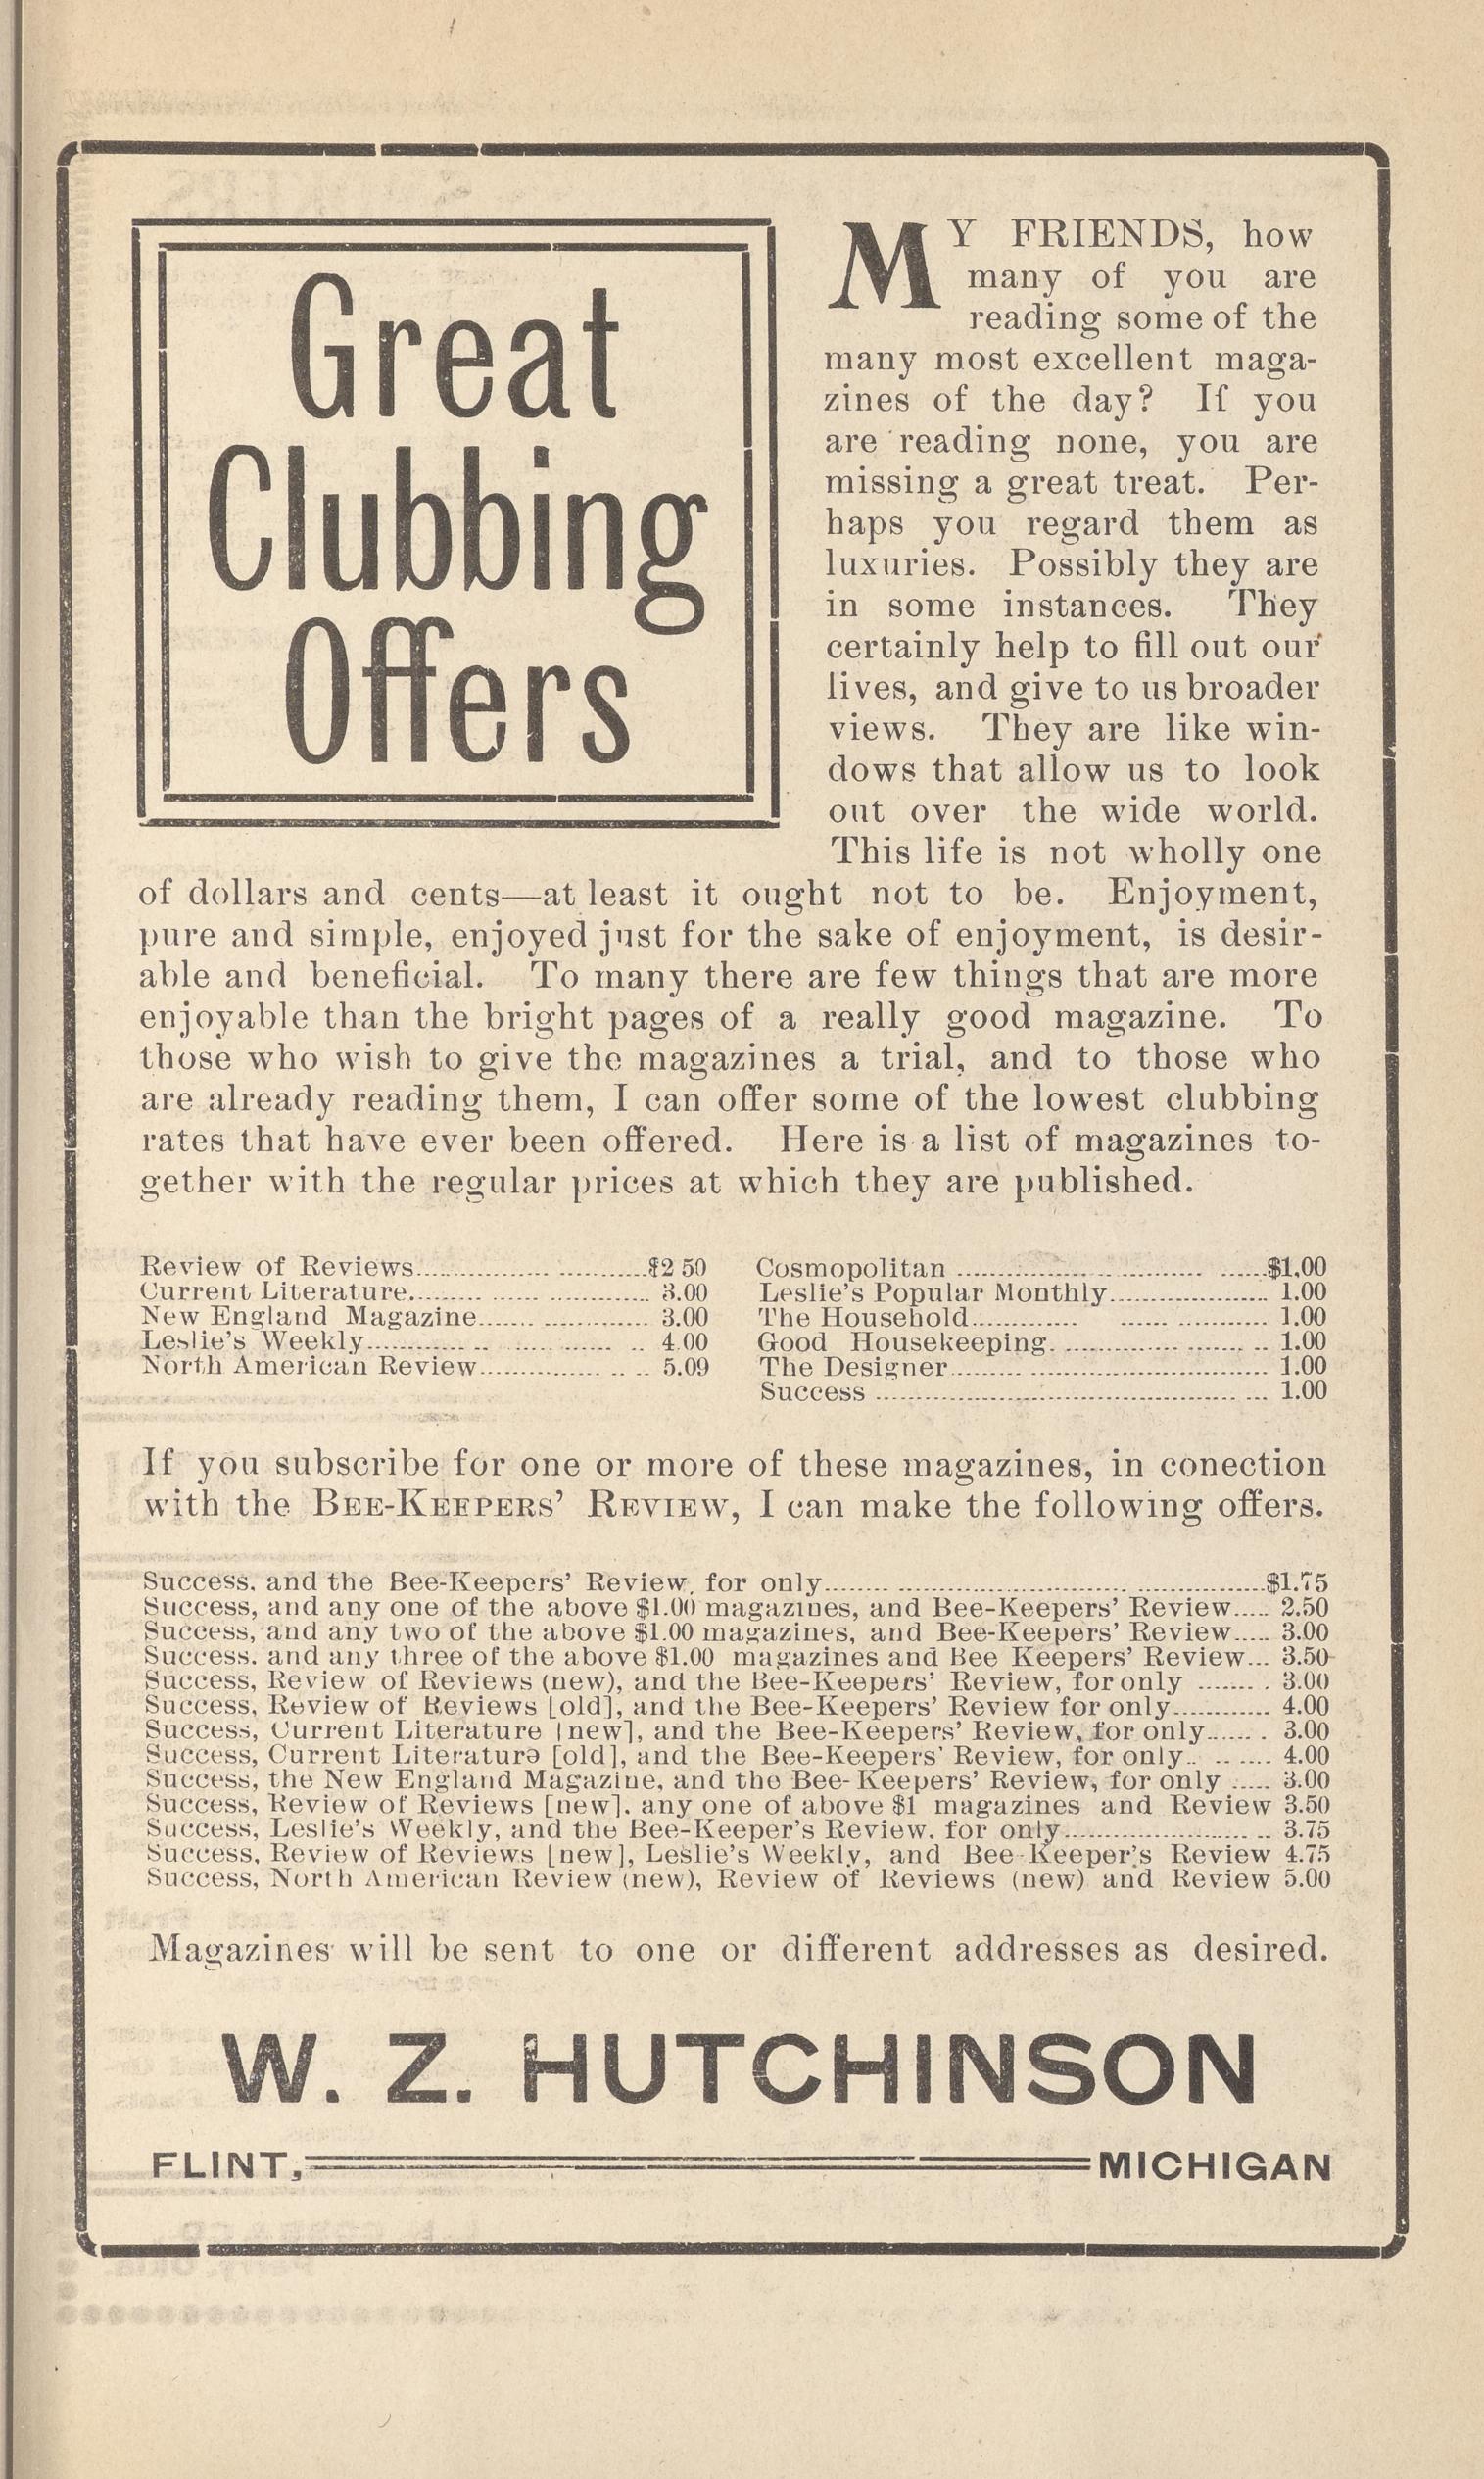 Great
Clubbing
Offers
MY FRIENDS, how
many of you are
reading some of the
many most excellent maga-
zines of the day? If you
are reading none, you are
missing a great treat. Per-
haps you regard them as
luxuries. Possibly they are
in some instances. They
certainly help to fill out our
lives, and give to us broader
views. They are like win-
dows that allow us to look
out over the wide world.
This life is not wholly one
of dollars and cents—at least it ought not to be. Enjoyment,
pure and simple, enjoyed just for the sake of enjoyment, is desir-
able and beneficial. To many there are few things that are more
enjoyable than the bright pages of a really good magazine. To
those who wish to give the magazines a trial, and to those who
are already reading them, I can offer some of the lowest clubbing
rates that have ever been offered. Here is a list of magazines to-
gether with the regular prices at which they are published.
Review of Reviews $2 50
Current Literature 3.00
New England Magazine 3.00
Leslie's Weekly 4.00
North American Review 5.09
Cosmopolitan $1.00
Leslie's Popular Monthly 1.00
The Household 1.00
Good Housekeeping 1.00
The Designer 1.00
Success 1.00
If you subscribe for one or more of these magazines, in conection
with the BEE-KEEPERS' REVIEW, I can make the following offers.
Success. and the Bee-Keepers' Review, for only $1.75
Success, and any one of the above $1.00 magazines, and Bee-Keepers' Review 2.50
Success, and any two of the above $1.00 magazines, and Bee-Keepers' Review 3.00
Success. and any three of the above $1.00 magazines and Bee Keepers' Review 3.50
Success, Review of Reviews (new), and the Bee-Keepers' Review, for only 3.00
Success, Review of Reviews [old], and the Bee-Keepers' Review for only 4.00
Success, Current Literature [new], and the Bee-Keepers' Review, for only 3.00
Success, Current Literature [old], and the Bee-Keepers' Review, for only 4.00
Success, the New England Magazine, and the Bee-Keepers' Review, for only 3.00
Success, Review of Reviews [new]. any one of above $1 magazines and Review 3.50
Success, Leslie's Weekly, and the Bee-Keeper's Review. for only 3.75
Success, Review of Reviews [new], Leslie's Weekly, and Bee-Keeper's Review 4.75
Success, North American Review (new), Review of Reviews (new) and Review 5.00
Magazines will be sent to one or different addresses as desired.
W. Z. HUTCHINSON
FLINT, MICHIGAN